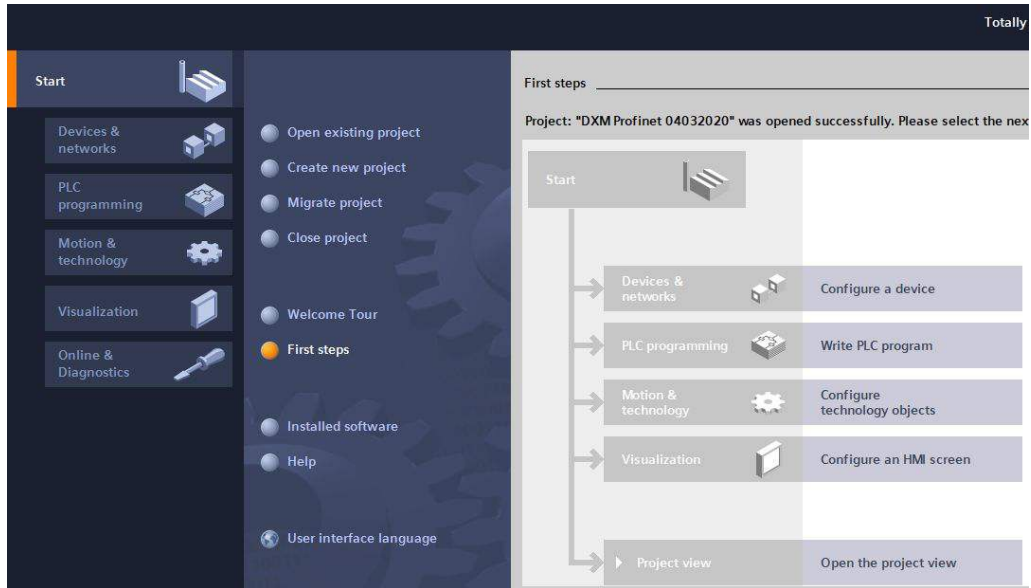 Totally
Start
Devices &
networks
PLC
programming
Motion &
technology
Visualization
Online &
Diagnostics
Open existing project
Create new project
Migrate project
Close project
Welcome Tour
First steps
Installed software
Help
User interface language
First steps
Project: "DXM Profinet 04032020" was opened successfully. Please select the nex
Start
Devices &
networks
Configure a device
PLC programming
Write PLC program
Motion &
technology
Configure
technology objects
Visualization
Configure an HMI screen
Project view
Open the project view